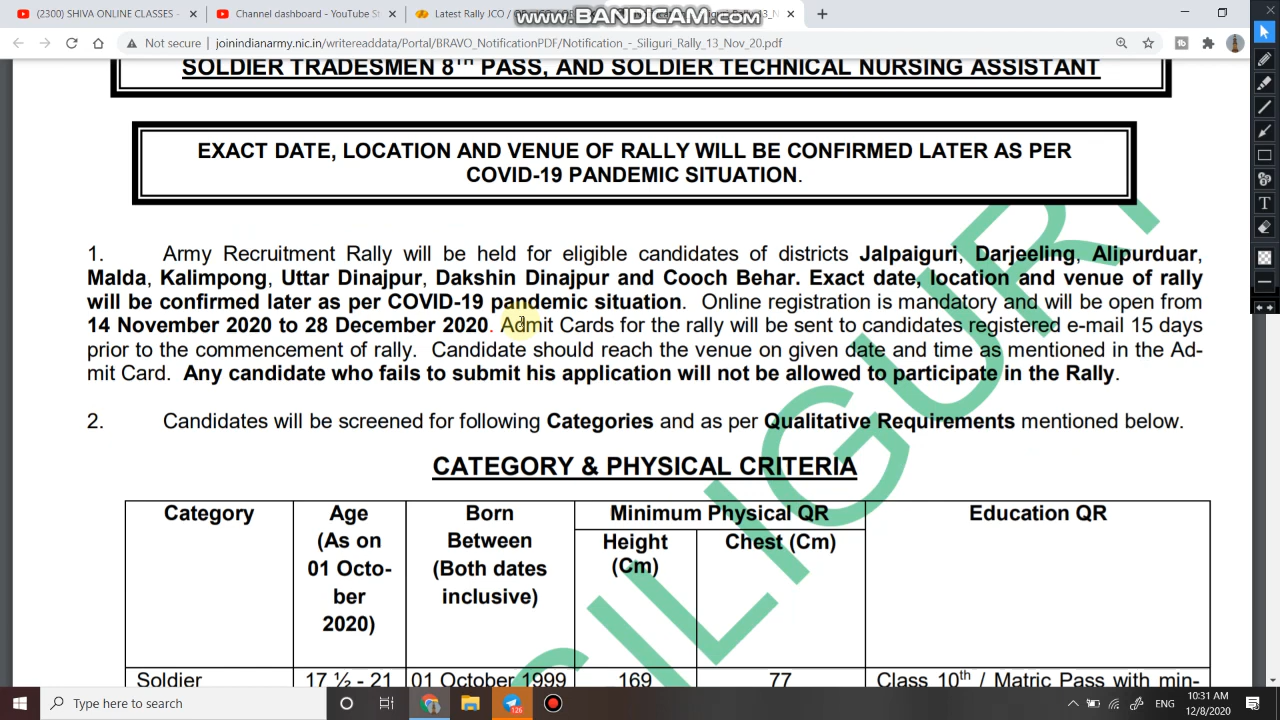 (2300) SHIVA ONLINE CLASSES -
Channel dashboard - YouTube St
Latest Rally JCO / OR
www.BANDICAM.com
Rally_13_N
Not secure
joinindianarmy.nic.in/writereaddata/Portal/BRAVO_NotificationPDF/Notification_-_Siliguri_Rally_13_Nov_20.pdf
SOLDIER TRADESMEN 8TH PASS, AND SOLDIER TECHNICAL NURSING ASSISTANT
EXACT DATE, LOCATION AND VENUE OF RALLY WILL BE CONFIRMED LATER AS PER
COVID-19 PANDEMIC SITUATION.
1. Army Recruitment Rally will be held for eligible candidates of districts Jalpaiguri, Darjeeling, Alipurduar,
Malda, Kalimpong, Uttar Dinajpur, Dakshin Dinajpur and Cooch Behar. Exact date, location and venue of rally
will be confirmed later as per COVID-19 pandemic situation. Online registration is mandatory and will be open from
14 November 2020 to 28 December 2020. Admit Cards for the rally will be sent to candidates registered e-mail 15 days
prior to the commencement of rally. Candidate should reach the venue on given date and time as mentioned in the Ad-
mit Card. Any candidate who fails to submit his application will not be allowed to participate in the Rally.
2. Candidates will be screened for following Categories and as per Qualitative Requirements mentioned below.
CATEGORY & PHYSICAL CRITERIA
Category
Age
(As on
01 Octo-
ber
2020)
Born
Between
(Both dates
inclusive)
Minimum Physical QR
Height
(Cm)
Chest (Cm)
Education QR
Soldier
17 ½ - 21
01 October 1999
169
77
Class 10th / Matric Pass with min-
SILIGURI
Type here to search
126
ENG
10:31 AM
12/8/2020